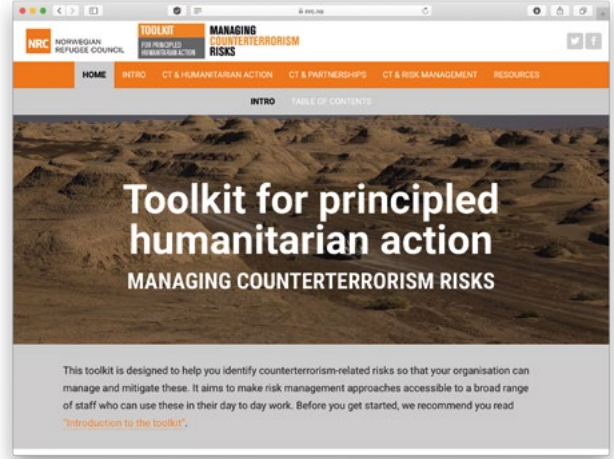 nrc.no
NRC
NORWEGIAN
REFUGEE COUNCIL
TOOLKIT
FOR PRINCIPLED
HUMANITARIAN ACTION
MANAGING
COUNTERTERRORISM
RISKS
HOME INTRO CT & HUMANITARIAN ACTION CT & PARTNERSHIPS CT & RISK MANAGEMENT RESOURCES
INTRO TABLE OF CONTENTS
Toolkit for principled
humanitarian action
MANAGING COUNTERTERRORISM RISKS
This toolkit is designed to help you identify counterterrorism-related risks so that your organisation can
manage and mitigate these. It aims to make risk management approaches accessible to a broad range
of staff who can use these in their day to day work. Before you get started, we recommend you read
"Introduction to the toolkit".